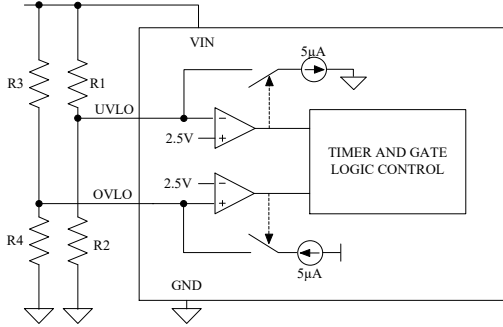 VIN
5µA
R3
R1
UVLO
2.5V
TIMER AND GATE
LOGIC CONTROL
2.5V
OVLO
R4
R2
5µA
GND